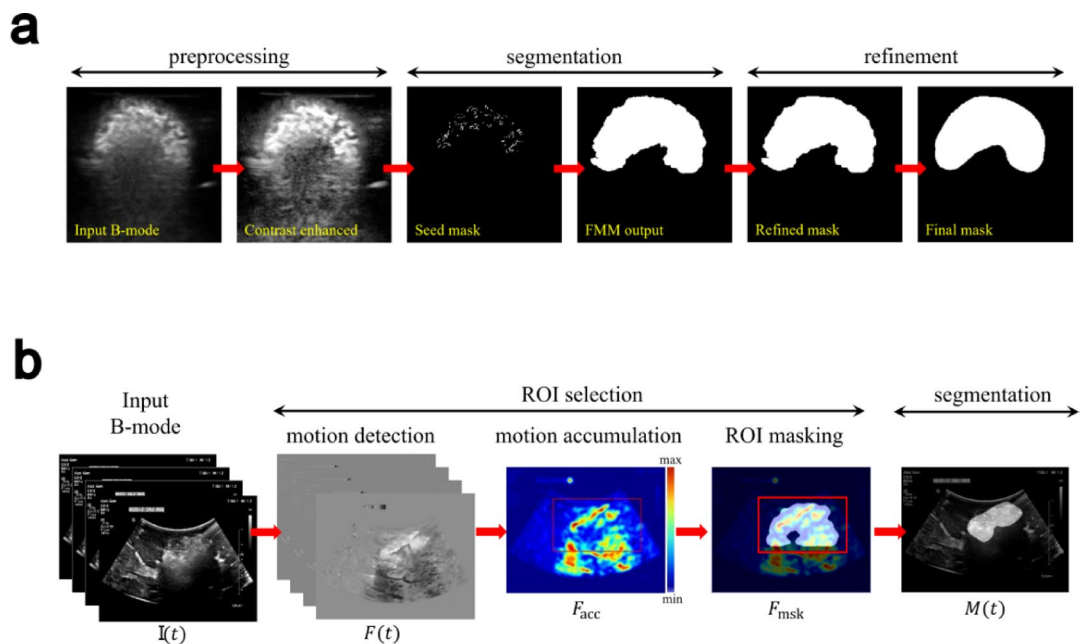 a
preprocessing
segmentation
refinement
Input B-mode
Contrast enhanced
Seed mask
FMM output
Refined mask
Final mask
b
Input
B-mode
ROI selection
segmentation
motion detection
motion accumulation
ROI masking
max
min
𝕀(t)
F(t)
F_acc
F_msk
M(t)